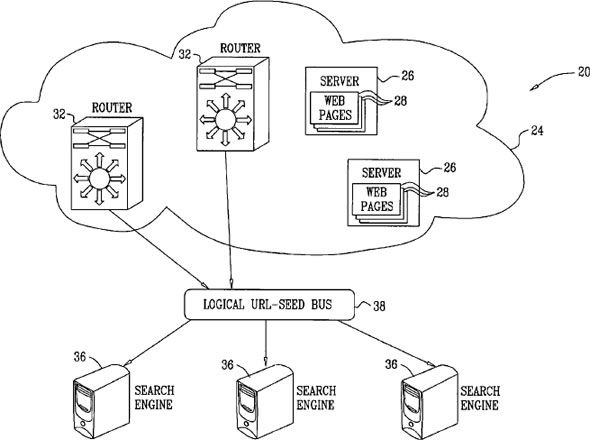 ROUTER
32
ROUTER
32
SERVER
26
WEB
PAGES
28
20
24
SERVER
26
WEB
PAGES
28
LOGICAL URL-SEED BUS
38
36
SEARCH
ENGINE
36
SEARCH
ENGINE
36
SEARCH
ENGINE